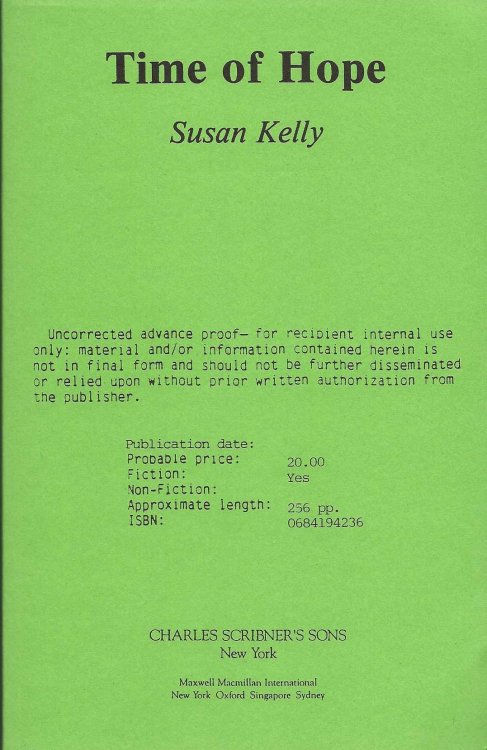 Time of Hope
Susan Kelly
Uncorrected advance proof— for recipient internal use
only: material and/or information contained herein is
not in final form and should not be further disseminated
or relied upon without prior written authorization from
the publisher.
Publication date:
Probable price: 20.00
Fiction: Yes
Non-Fiction:
Approximate length: 256 pp.
ISBN: 0684194236
CHARLES SCRIBNER'S SONS
New York
Maxwell Macmillan International
New York Oxford Singapore Sydney